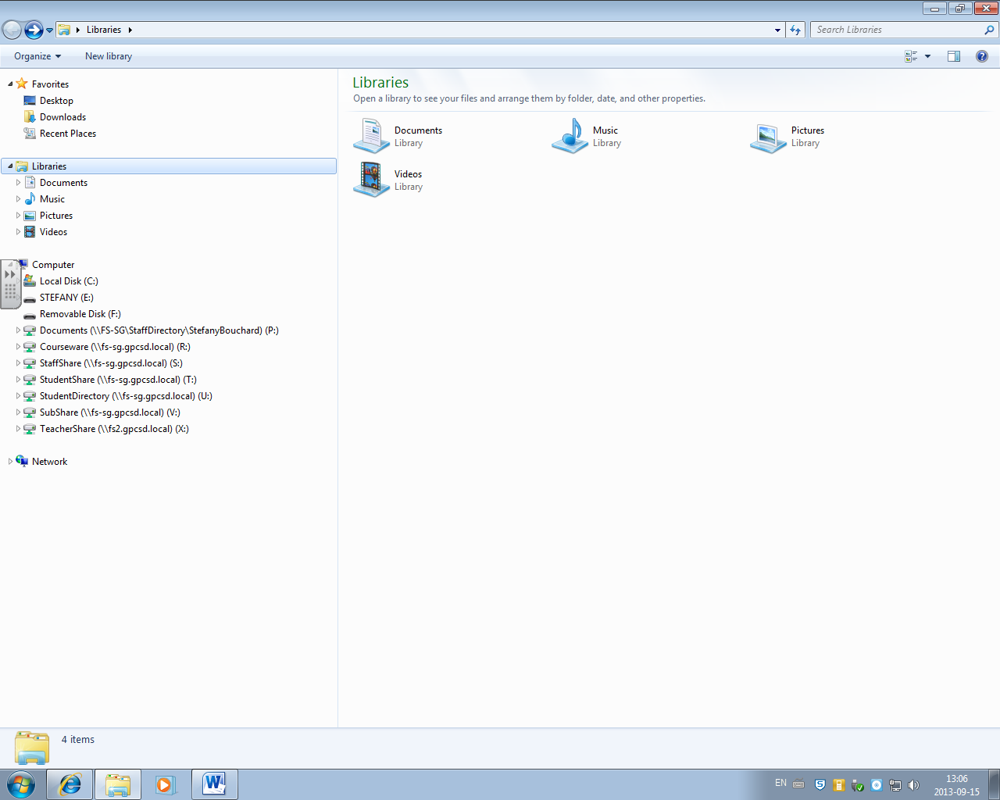 Libraries
Search Libraries
Organize
New library
Favorites
Desktop
Downloads
Recent Places
Libraries
Documents
Music
Pictures
Videos
Computer
Local Disk (C:)
STEFANY (E:)
Removable Disk (F:)
Documents (\\FS-SG\StaffDirectory\StefanyBouchard) (P:)
Courseware (\\fs-sg.gpcsd.local) (R:)
StaffShare (\\fs-sg.gpcsd.local) (S:)
StudentShare (\\fs-sg.gpcsd.local) (T:)
StudentDirectory (\\fs-sg.gpcsd.local) (U:)
SubShare (\\fs-sg.gpcsd.local) (V:)
TeacherShare (\\fs2.gpcsd.local) (X:)
Network
Libraries
Open a library to see your files and arrange them by folder, date, and other properties.
Documents
Library
Music
Library
Pictures
Library
Videos
Library
4 items
W
EN
13:06
2013-09-15